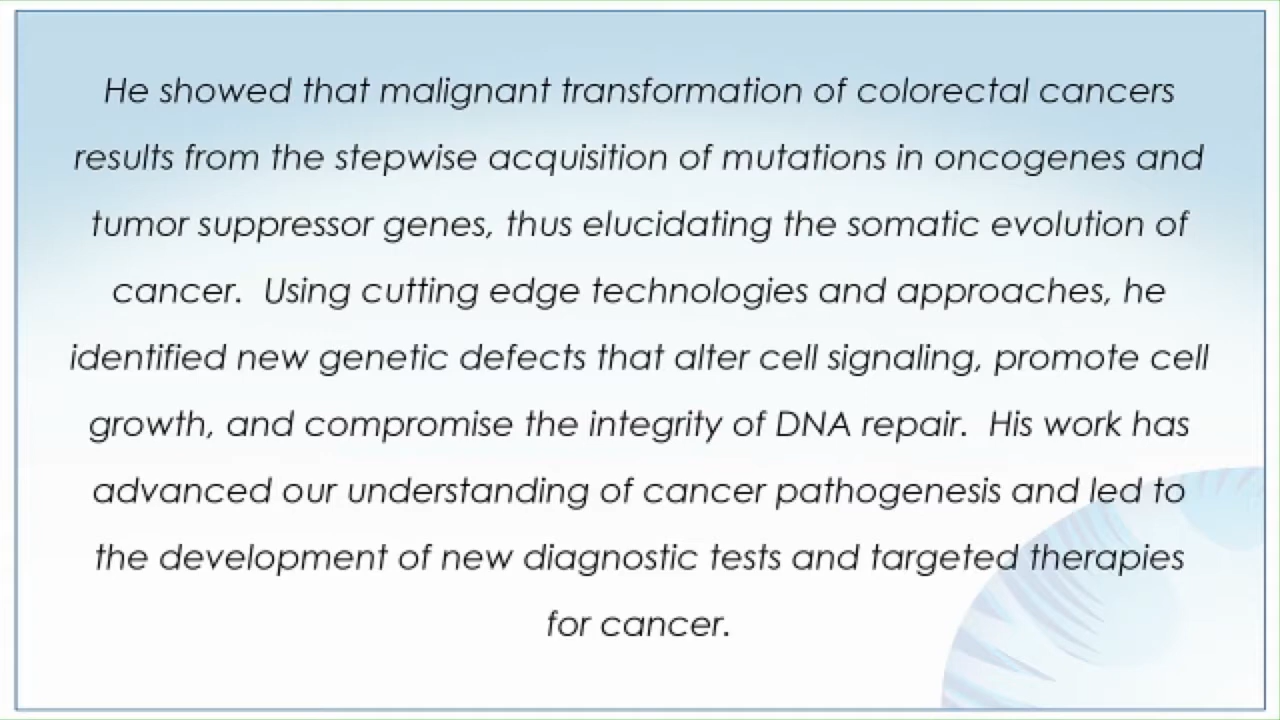 He showed that malignant transformation of colorectal cancers
results from the stepwise acquisition of mutations in oncogenes and
tumor suppressor genes, thus elucidating the somatic evolution of
cancer.  Using cutting edge technologies and approaches, he
identified new genetic defects that alter cell signaling, promote cell
growth, and compromise the integrity of DNA repair.  His work has
advanced our understanding of cancer pathogenesis and led to
the development of new diagnostic tests and targeted therapies
for cancer.